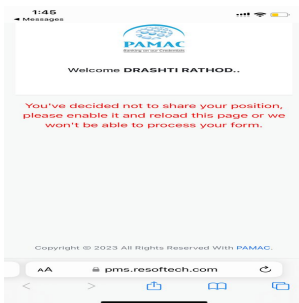 1:45
◀ Messages
PAMAC
Welcome DRASHTI RATHOD..
You've decided not to share your position,
please enable it and reload this page or we
won't be able to process your form.
Copyright © 2023 All Rights Reserved With PAMAC.
AA pms.resoftech.com